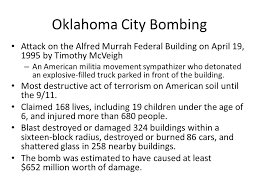 Oklahoma City Bombing
• Attack on the Alfred Murrah Federal Building on April 19,
1995 by Timothy McVeigh
– An American militia movement sympathizer who detonated
an explosive-filled truck parked in front of the building.
• Most destructive act of terrorism on American soil until
the 9/11.
• Claimed 168 lives, including 19 children under the age of
6, and injured more than 680 people.
• Blast destroyed or damaged 324 buildings within a
sixteen-block radius, destroyed or burned 86 cars, and
shattered glass in 258 nearby buildings.
• The bomb was estimated to have caused at least
$652 million worth of damage.